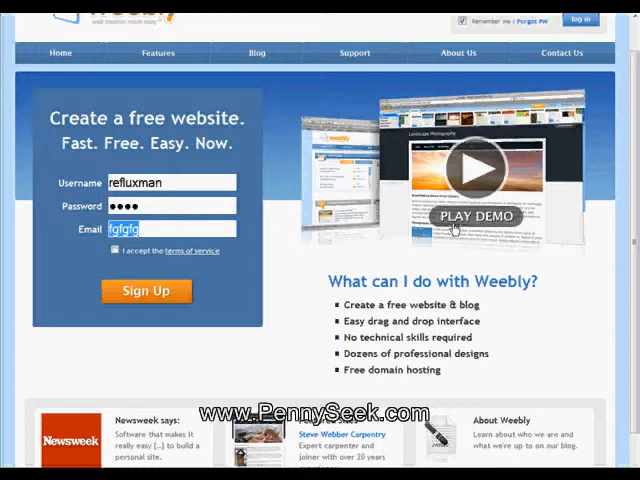 weebly
web creation made easy
Remember me | Forgot PW
log in
Home
Features
Blog
Support
About Us
Contact Us
Create a free website.
Fast. Free. Easy. Now.
Username
refluxman
Password
Email
fgfgfg
I accept the terms of service
Sign Up
weebly
Landscape Photography
PLAY DEMO
What can I do with Weebly?
Create a free website & blog
Easy drag and drop interface
No technical skills required
Dozens of professional designs
Free domain hosting
www.PennySeek.com
Newsweek
Newsweek says:
Software that makes it
really easy [...] to build a
personal site.
Steve Webber Carpentry
Expert carpenter and
joiner with over 20 years
About Weebly
Learn about who we are and
what we're up to on our blog.